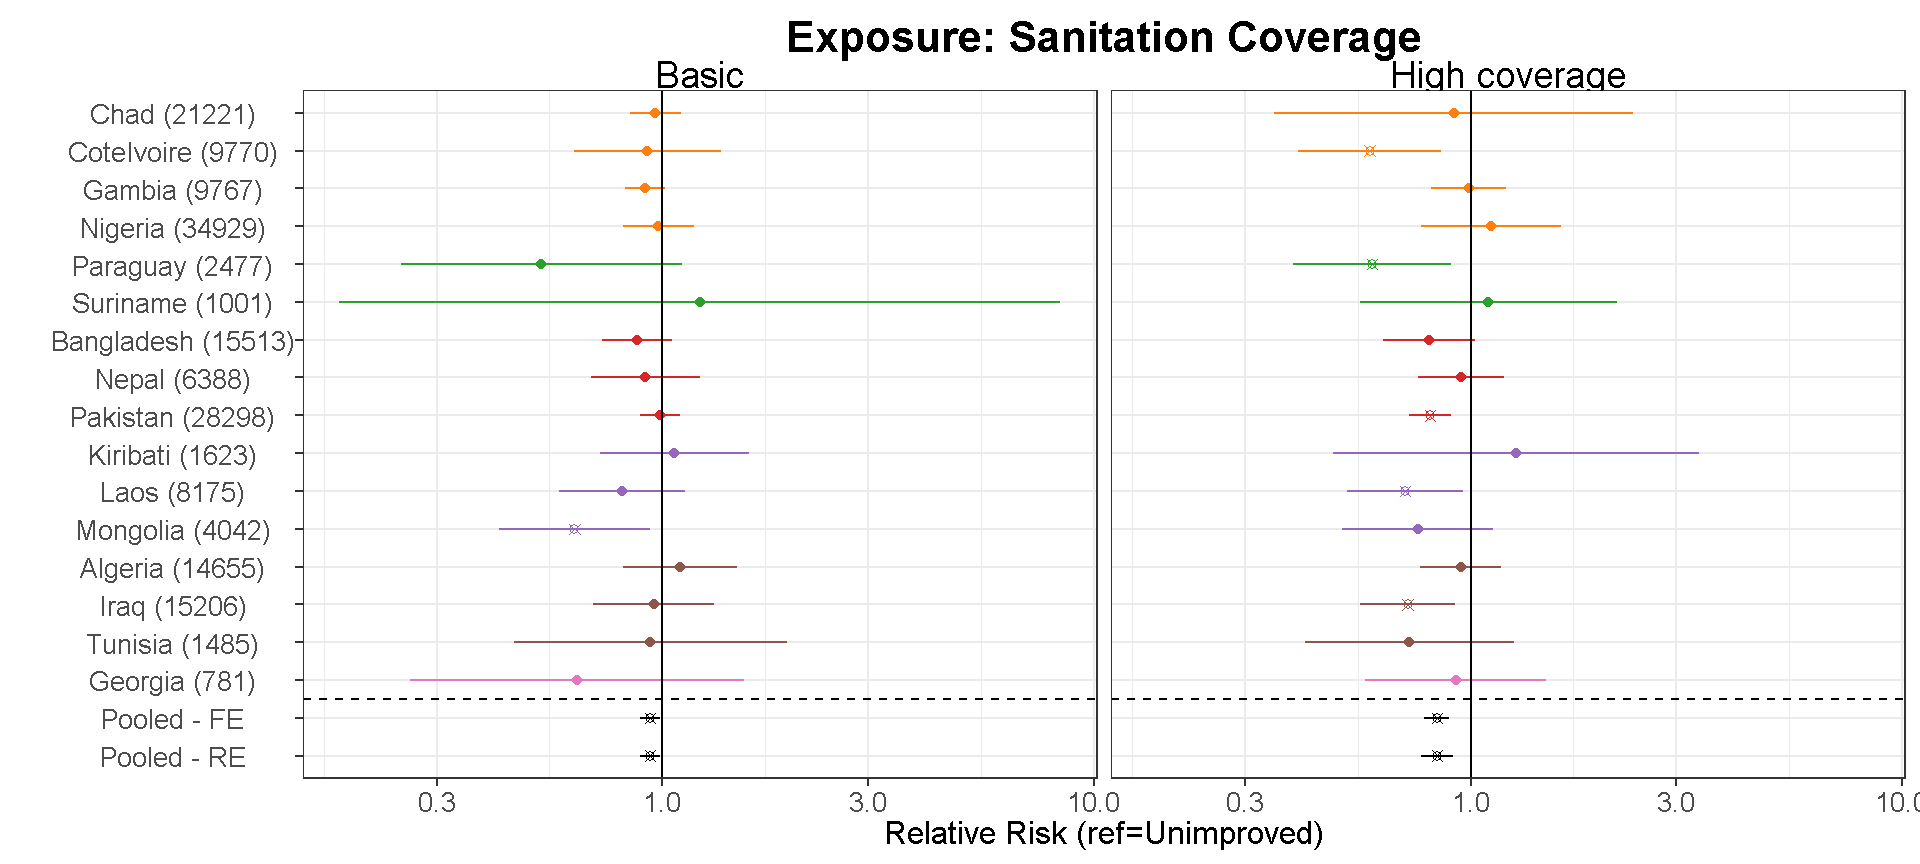 Exposure: Sanitation Coverage
Basic
High coverage
Chad (21221)
CoteIvoire (9770)
Gambia (9767)
Nigeria (34929)
Paraguay (2477)
Suriname (1001)
Bangladesh (15513)
Nepal (6388)
Pakistan (28298)
Kiribati (1623)
Laos (8175)
Mongolia (4042)
Algeria (14655)
Iraq (15206)
Tunisia (1485)
Georgia (781)
Pooled - FE
Pooled - RE
0.3 1.0 3.0 10.0 0.3 1.0 3.0 10.0
Relative Risk (ref=Unimproved)